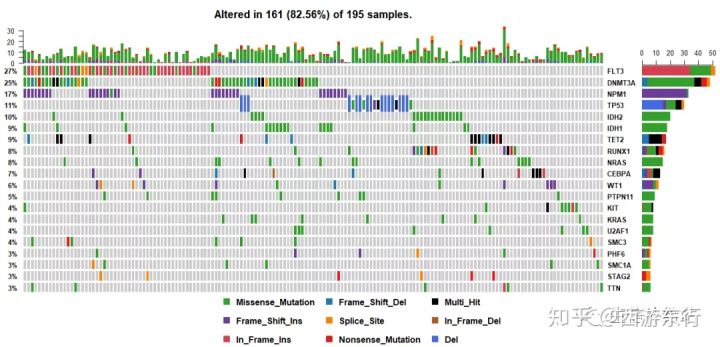 Altered in 161 (82.56%) of 195 samples.
30
20
10
0
0 10 20 30 40 50
27% FLT3
25% DNMT3A
17% NPM1
11% TP53
10% IDH2
9% IDH1
9% TET2
8% RUNX1
8% NRAS
7% CEBPA
6% WT1
5% PTPN11
4% KIT
4% KRAS
4% U2AF1
4% SMC3
3% PHF6
3% SMC1A
3% STAG2
3% TTN
Missense_Mutation Frame_Shift_Del Multi_Hit
Frame_Shift_Ins Splice_Site In_Frame_Del
In_Frame_Ins Nonsense_Mutation Del
知乎 @西游东行